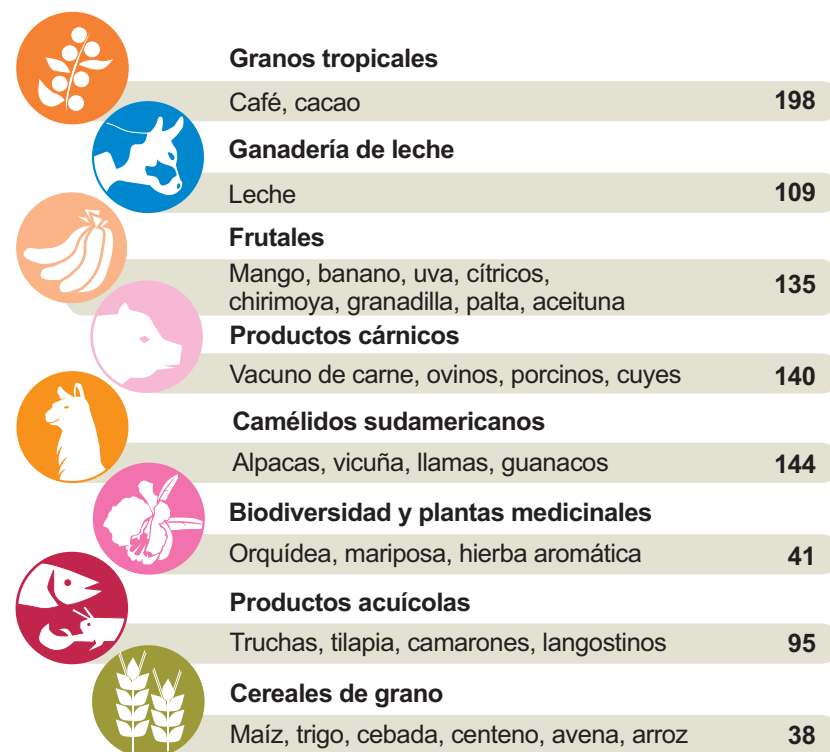 Granos tropicales
Café, cacao 198
Ganadería de leche
Leche 109
Frutales
Mango, banano, uva, cítricos,
chirimoya, granadilla, palta, aceituna 135
Productos cárnicos
Vacuno de carne, ovinos, porcinos, cuyes 140
Camélidos sudamericanos
Alpacas, vicuña, llamas, guanacos 144
Biodiversidad y plantas medicinales
Orquídea, mariposa, hierba aromática 41
Productos acuícolas
Truchas, tilapia, camarones, langostinos 95
Cereales de grano
Maíz, trigo, cebada, centeno, avena, arroz 38